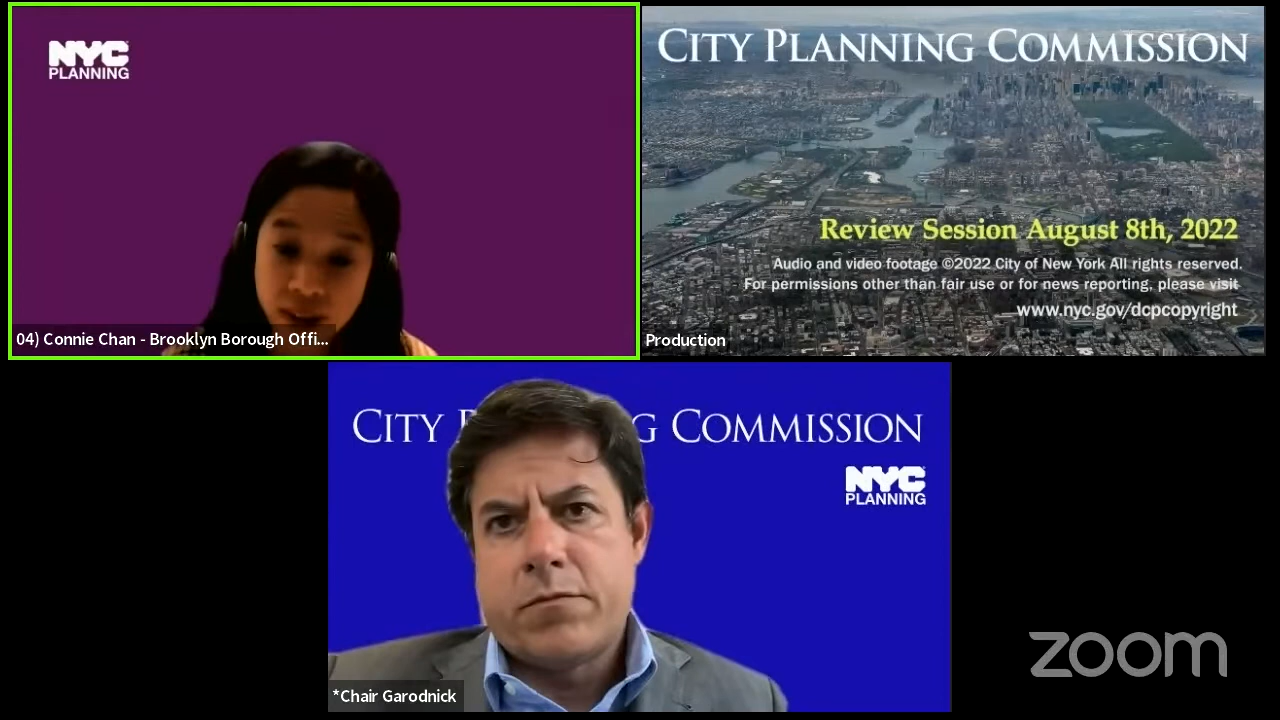 NYC
PLANNING
04) Connie Chan - Brooklyn Borough Offi...
CITY PLANNING COMMISSION
Review Session August 8th, 2022
Audio and video footage ©2022 City of New York All rights reserved.
For permissions other than fair use or for news reporting, please visit
www.nyc.gov/dcpcopyright
Production
CITY P G COMMISSION
NYC
PLANNING
*Chair Garodnick
zoom